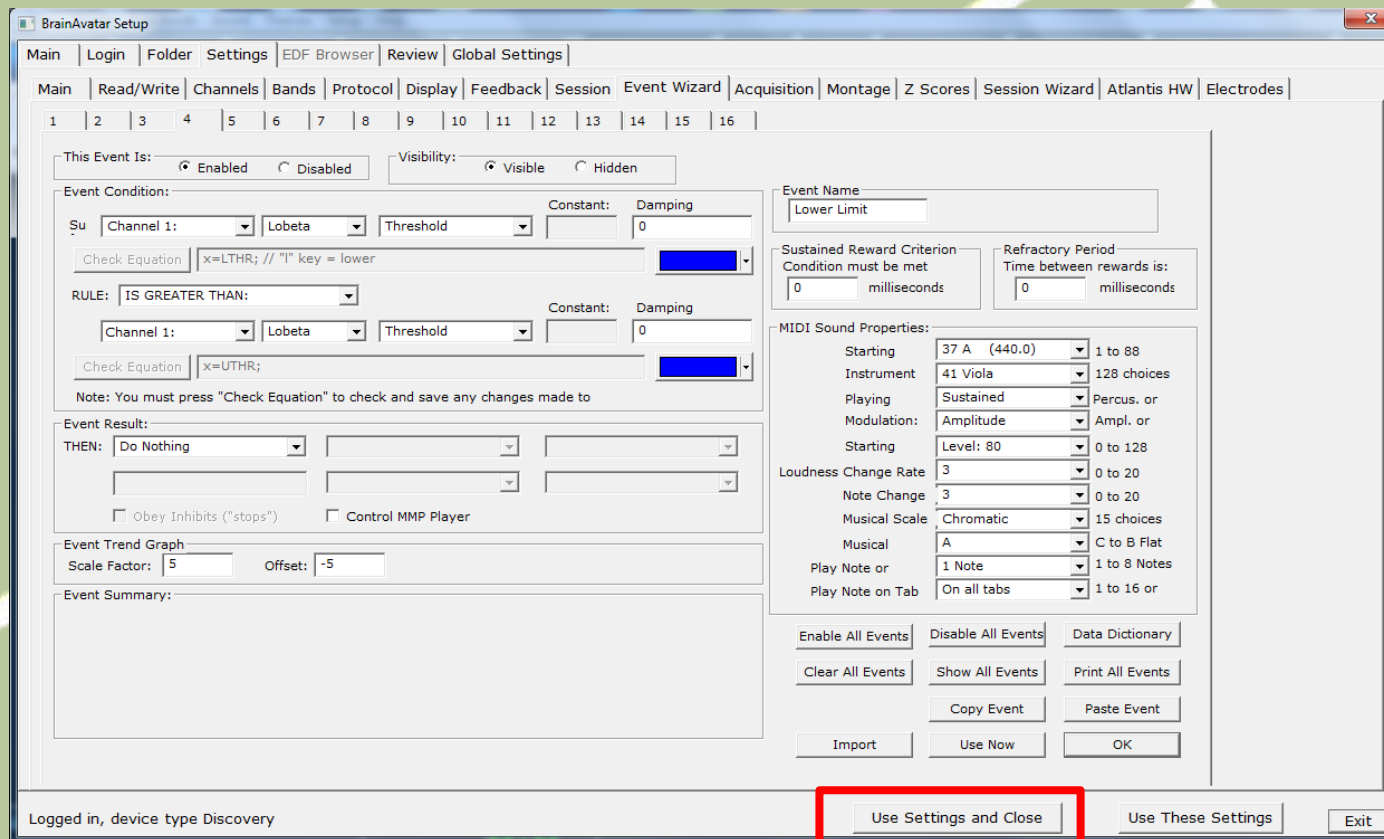 BrainAvatar Setup
Main Login Folder Settings EDF Browser Review Global Settings
Main Read/Write Channels Bands Protocol Display Feedback Session Event Wizard Acquisition Montage Z Scores Session Wizard Atlantis HW Electrodes
1 2 3 4 5 6 7 8 9 10 11 12 13 14 15 16
This Event Is: Enabled Disabled
Visibility: Visible Hidden
Event Condition:
Constant: Damping
Su Channel 1: Lobeta Threshold 0
Check Equation x=LTHR; // "l" key = lower
RULE: IS GREATER THAN:
Constant: Damping
Channel 1: Lobeta Threshold 0
Check Equation x=UTHR;
Note: You must press "Check Equation" to check and save any changes made to
Event Result:
THEN: Do Nothing
Obey Inhibits ("stops") Control MMP Player
Event Trend Graph
Scale Factor: 5 Offset: -5
Event Summary:
Event Name
Lower Limit
Sustained Reward Criterion
Condition must be met
0 milliseconds
Refractory Period
Time between rewards is:
0 milliseconds
MIDI Sound Properties:
Starting 37 A (440.0) 1 to 88
Instrument 41 Viola 128 choices
Playing Sustained Percus. or
Modulation: Amplitude Ampl. or
Starting Level: 80 0 to 128
Loudness Change Rate 3 0 to 20
Note Change 3 0 to 20
Musical Scale Chromatic 15 choices
Musical A C to B Flat
Play Note or 1 Note 1 to 8 Notes
Play Note on Tab On all tabs 1 to 16 or
Enable All Events Disable All Events Data Dictionary
Clear All Events Show All Events Print All Events
Copy Event Paste Event
Import Use Now OK
Logged in, device type Discovery
Use Settings and Close Use These Settings Exit